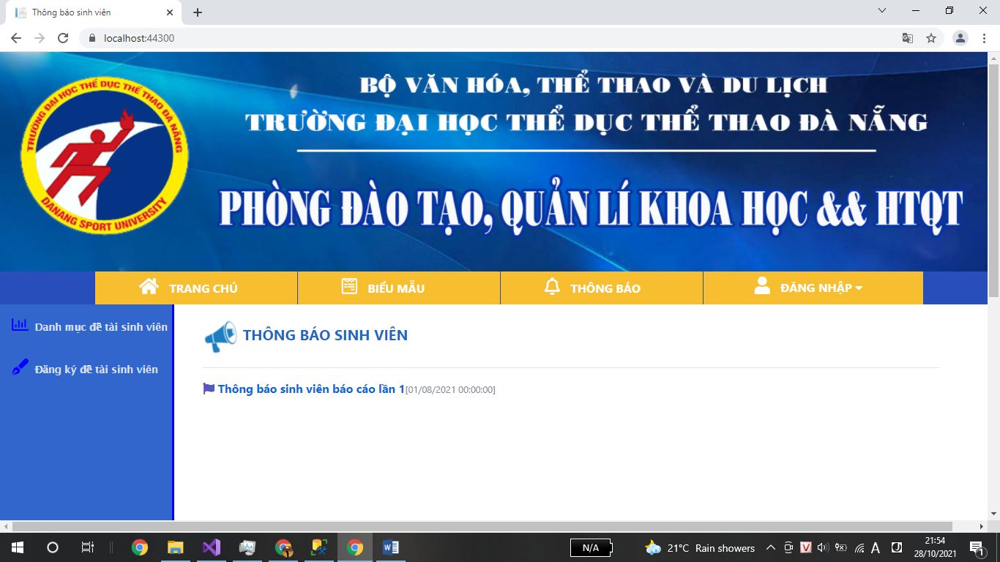 Thông báo sinh viên
localhost:44300
TRƯỜNG ĐẠI HỌC THỂ DỤC THỂ THAO ĐÀ NẴNG
DANANG SPORT UNIVERSITY
BỘ VĂN HÓA, THỂ THAO VÀ DU LỊCH
TRƯỜNG ĐẠI HỌC THỂ DỤC THỂ THAO ĐÀ NẴNG
PHÒNG ĐÀO TẠO, QUẢN LÍ KHOA HỌC && HTQT
TRANG CHỦ
BIỂU MẪU
THÔNG BÁO
ĐĂNG NHẬP
Danh mục đề tài sinh viên
Đăng ký đề tài sinh viên
THÔNG BÁO SINH VIÊN
Thông báo sinh viên báo cáo lần 1[01/08/2021 00:00:00]
N/A
21°C Rain showers
V
A
21:54
28/10/2021
1